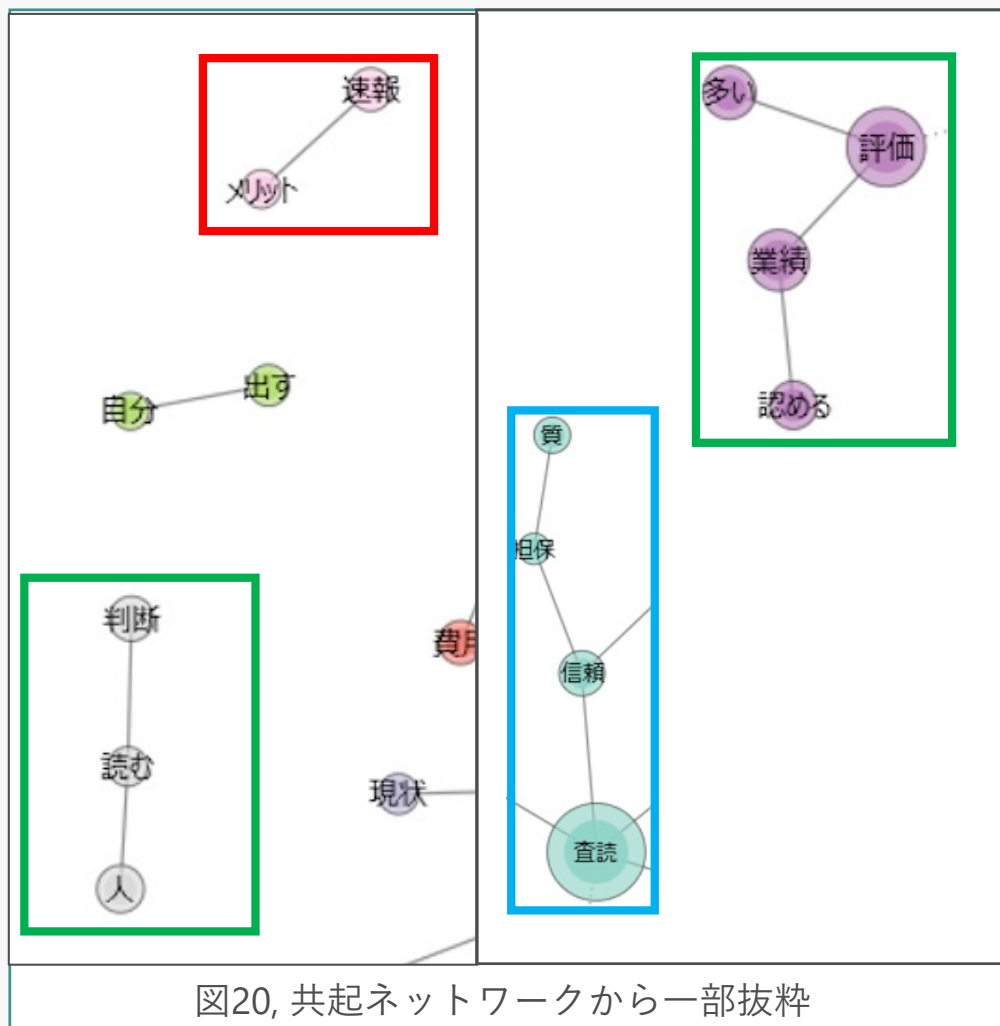 速報
メリット
自分
出す
判断
読む
人
現状
多い
評価
業績
認める
質
担保
信頼
査読
図20, 共起ネットワークから一部抜粋